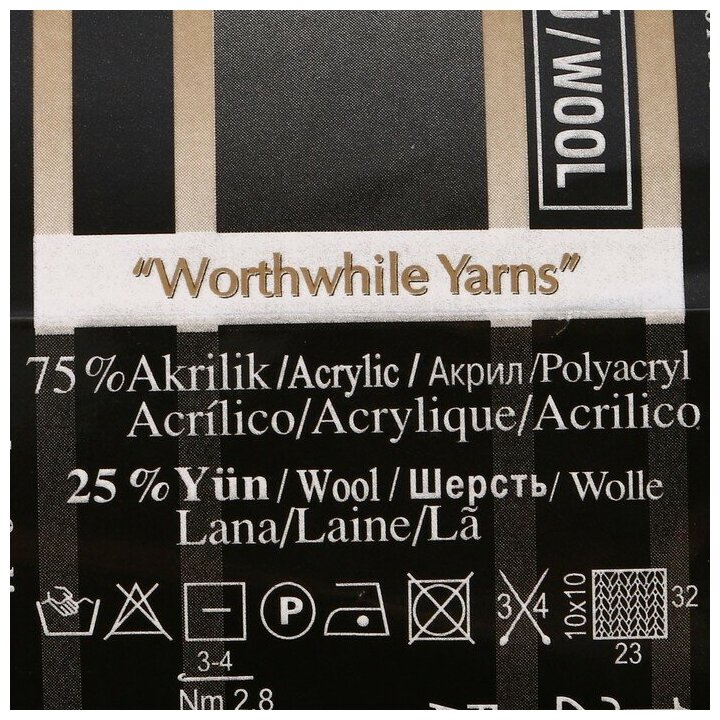 /WOOL
"Worthwhile Yarns"
75%Akrilik/Acrylic/Акрил/Polyacryl
Acrílico/Acrylique/Acrilico
25%Yün/Wool/Шерсть/Wolle
Lana/Laine/Lã
P
3 4
10x10
32
23
3-4
Nm 2.8